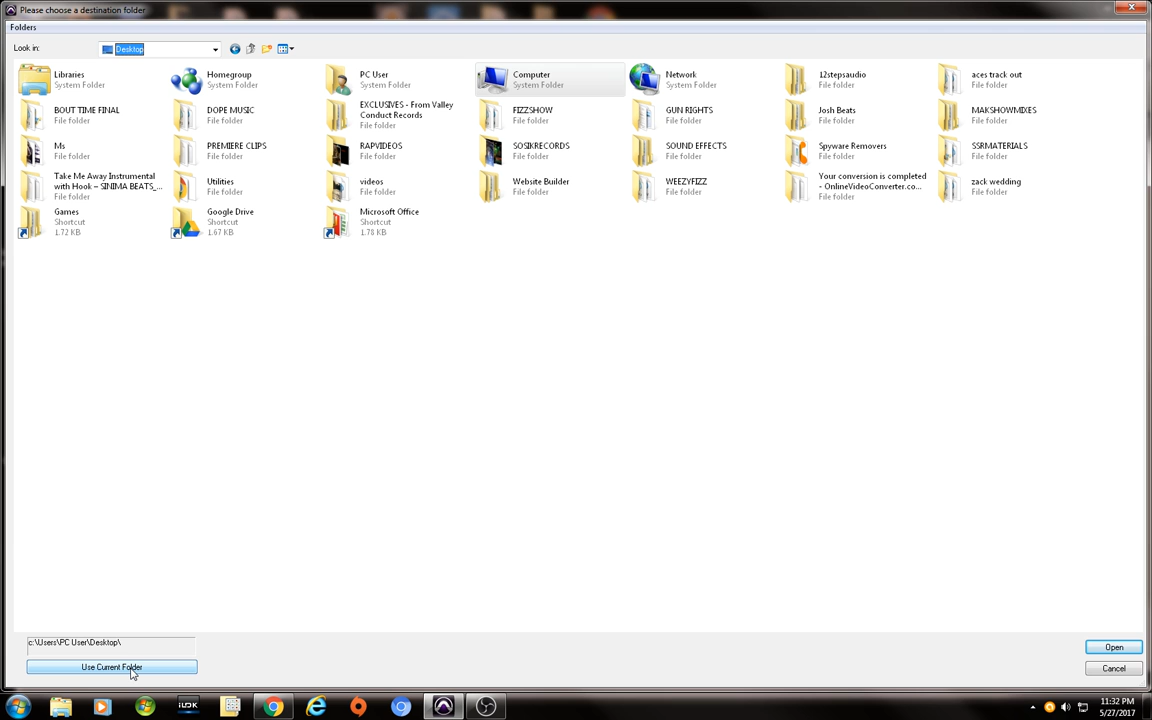 Please choose a destination folder
Folders
Look in:
Desktop
Libraries
System Folder
Homegroup
System Folder
PC User
System Folder
Computer
System Folder
Network
System Folder
12stepsaudio
File folder
aces track out
File folder
BOUT TIME FINAL
File folder
DOPE MUSIC
File folder
EXCLUSIVES - From Valley
Conduct Records
File folder
FIZZSHOW
File folder
GUN RIGHTS
File folder
Josh Beats
File folder
MAKSHOWMIXES
File folder
Ms
File folder
PREMIERE CLIPS
File folder
RAPVIDEOS
File folder
SOSIKRECORDS
File folder
SOUND EFFECTS
File folder
Spyware Removers
File folder
SSRMATERIALS
File folder
Take Me Away Instrumental
with Hook – SINIMA BEATS_...
File folder
Utilities
File folder
videos
File folder
Website Builder
File folder
WEEZYFIZZ
File folder
Your conversion is completed
- OnlineVideoConverter.co...
File folder
zack wedding
File folder
Games
Shortcut
1.72 KB
Google Drive
Shortcut
1.67 KB
Microsoft Office
Shortcut
1.78 KB
c:\Users\PC User\Desktop\
Use Current Folder
Open
Cancel
iLOK
11:32 PM
5/27/2017